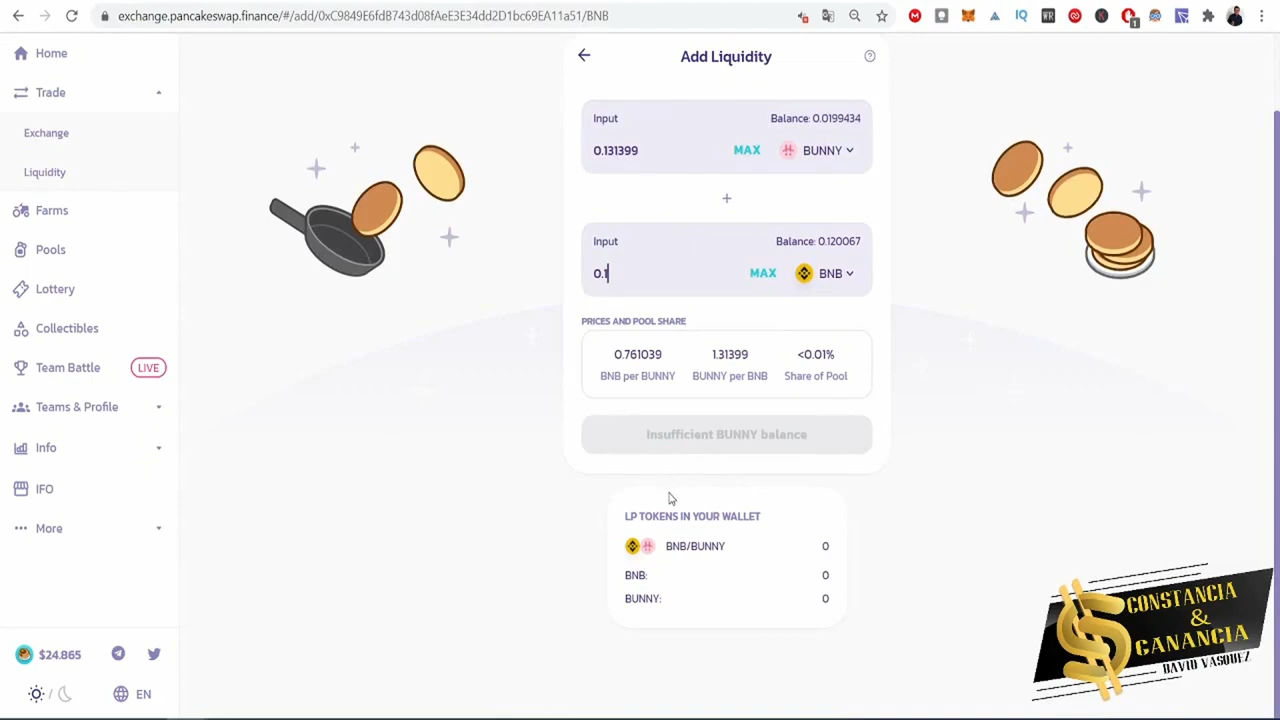 exchange.pancakeswap.finance/#/add/0xC9849E6fdB743d08fAeE3E34dd2D1bc69EA11a51/BNB
IQ
WR
1
Home
Trade
Exchange
Liquidity
Farms
Pools
Lottery
Collectibles
Team Battle LIVE
Teams & Profile
Info
IFO
More
$24.865
/
EN
Add Liquidity
Input Balance: 0.0199434
0.131399 MAX BUNNY
+
Input Balance: 0.120067
0.1 MAX BNB
PRICES AND POOL SHARE
0.761039 1.31399 <0.01%
BNB per BUNNY BUNNY per BNB Share of Pool
Insufficient BUNNY balance
LP TOKENS IN YOUR WALLET
BNB/BUNNY 0
BNB: 0
BUNNY: 0
CONSTANCIA
&
GANANCIA
DAVID VASQUEZ